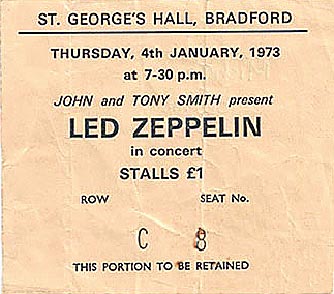 ST. GEORGE'S HALL, BRADFORD
THURSDAY, 4th JANUARY, 1973
at 7-30 p.m.
JOHN and TONY SMITH present
LED ZEPPELIN
in concert
STALLS £1
ROW SEAT No.
C 8
THIS PORTION TO BE RETAINED